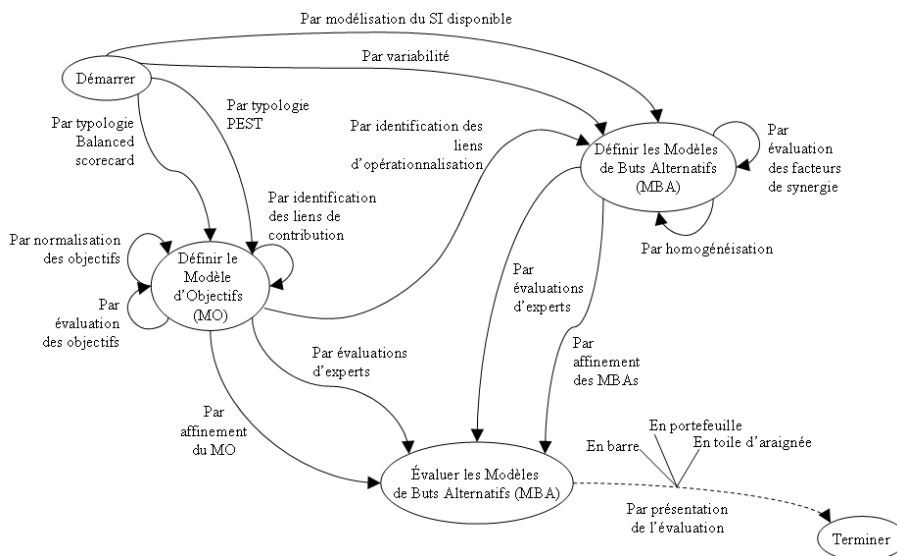 Par modélisation du SI disponible
Par variabilité
Démarrer
Par typologie
PEST
Par typologie
Balanced
scorecard
Par identification des
liens
d'opérationnalisation
Définir les Modèles
de Buts Alternatifs
(MBA)
Par
évaluation
des facteurs
de synergie
Par identification
des liens de
contribution
Par normalisation
des objectifs
Par homogénéisation
Définir le
Modèle
d'Objectifs
(MO)
Par
évaluation
des objectifs
Par
évaluations
d'experts
Par évaluations
d'experts
Par
affinement
des MBAs
Par
affinement
du MO
En portefeuille
En barre
En toile d'araignée
Évaluer les Modèles
de Buts Alternatifs (MBA)
Par présentation
de l'évaluation
Terminer